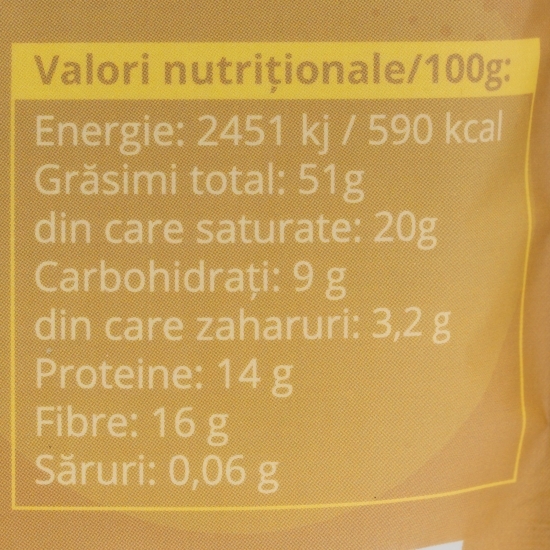 Valori nutriționale/100g:
Energie: 2451 kj / 590 kcal
Grăsimi total: 51g
din care saturate: 20g
Carbohidrați: 9 g
din care zaharuri: 3,2 g
Proteine: 14 g
Fibre: 16 g
Săruri: 0,06 g